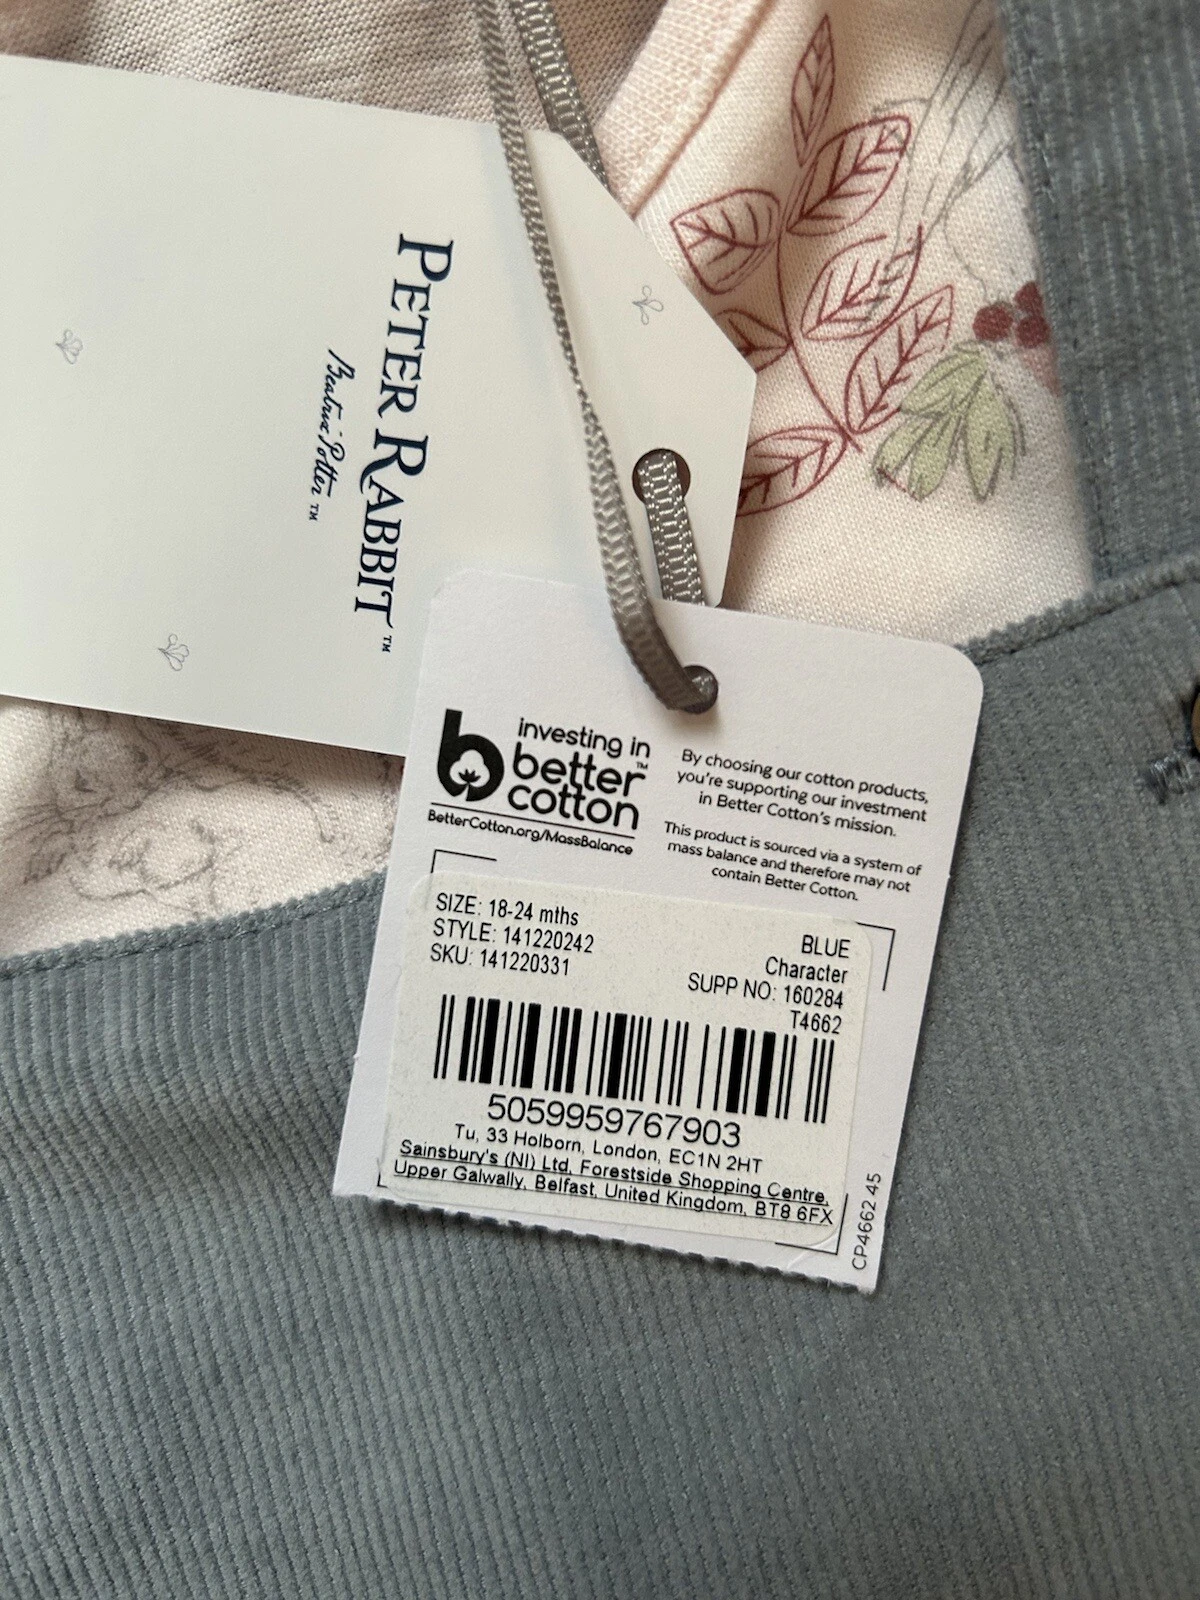 PETER RABBIT™
Beatrix Potter™
investing in
better™
cotton
BetterCotton.org/MassBalance
By choosing our cotton products,
you're supporting our investment
in Better Cotton's mission.
This product is sourced via a system of
mass balance and therefore may not
contain Better Cotton.
SIZE: 18-24 mths
STYLE: 141220242
SKU: 141220331
BLUE
Character
SUPP NO: 160284
T4662
5059959767903
Tu, 33 Holborn, London, EC1N 2HT
Sainsbury's (NI) Ltd, Forestside Shopping Centre,
Upper Galwally, Belfast, United Kingdom, BT8 6FX
CP4662 45